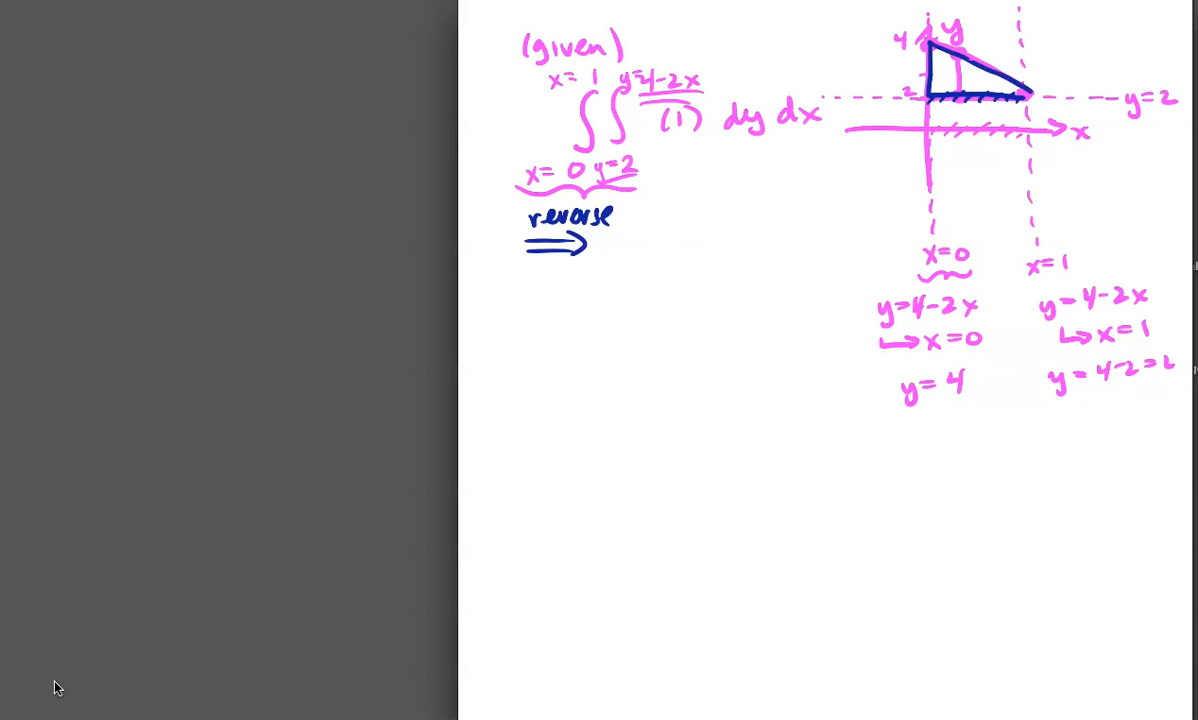 (given)
x= 1 y=4-2x
∫ ∫ (1) dy dx
x= 0 y=2
reverse
⇒
y
4
2
y=2
x
x=0
x=1
y=4-2x
↳ x=0
y= 4
y=4-2x
↳ x=1
y= 4-2=2